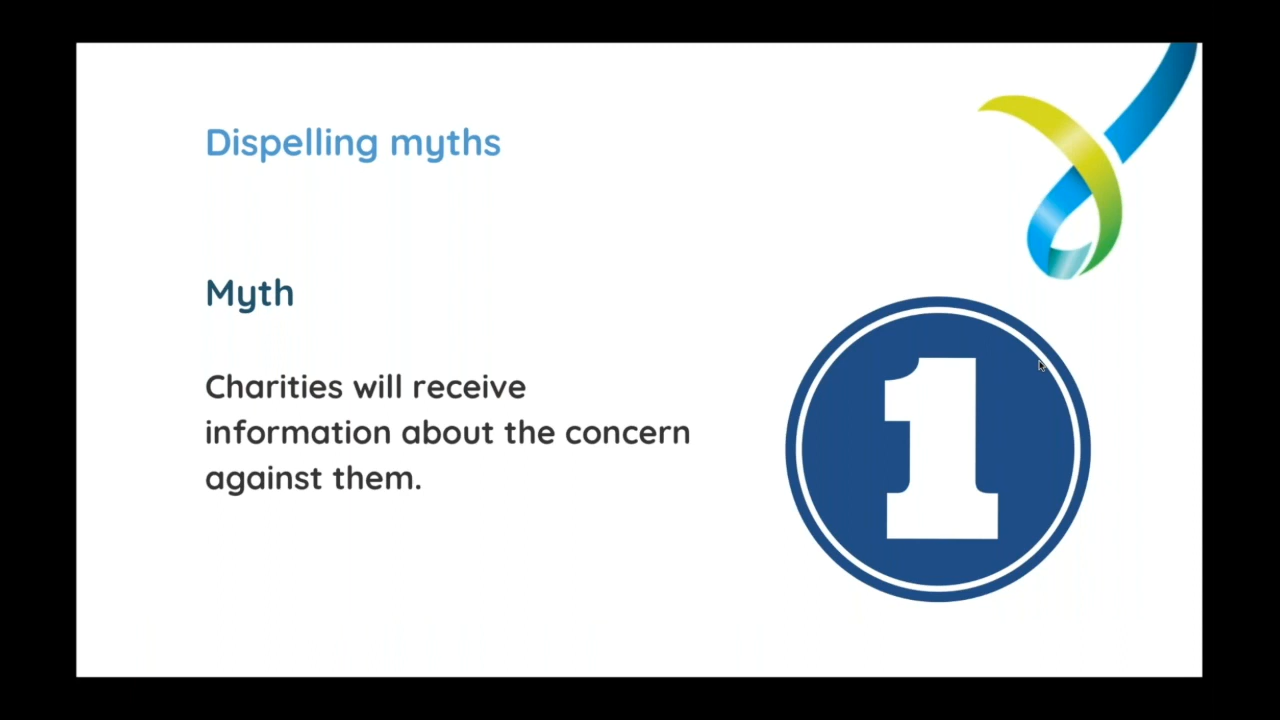 Dispelling myths
Myth
Charities will receive
information about the concern
against them.
1